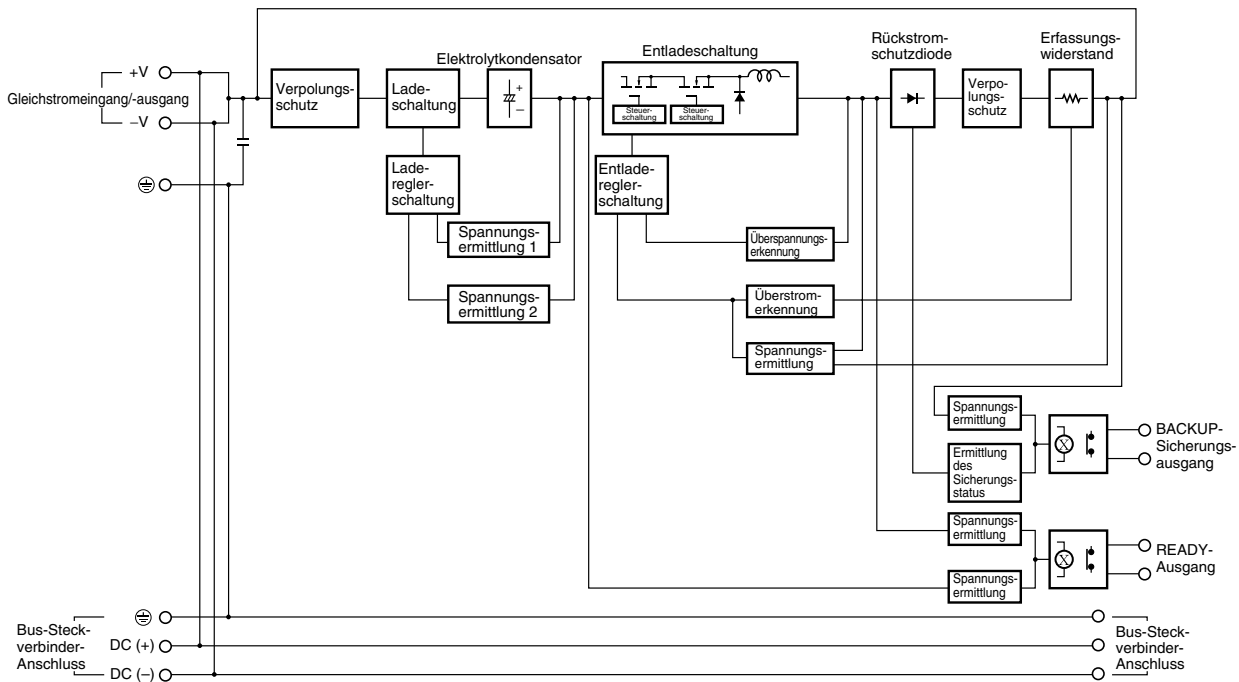 Rückstrom-
schutzdiode
Erfassungs-
widerstand
Elektrolytkondensator
Entladeschaltung
+V
Gleichstromeingang/-ausgang
−V
Verpolungs-
schutz
Lade-
schaltung
+
−
Steuer-
schaltung
Steuer-
schaltung
Verpo-
lungs-
schutz
Lade-
regler-
schaltung
Entlade-
regler-
schaltung
Spannungs-
ermittlung 1
Überspannungs-
erkennung
Spannungs-
ermittlung 2
Überstrom-
erkennung
Spannungs-
ermittlung
Spannungs-
ermittlung
Ermittlung
des
Sicherungs-
status
X
BACKUP-
Sicherungs-
ausgang
Spannungs-
ermittlung
Spannungs-
ermittlung
X
READY-
Ausgang
Bus-Steck-
verbinder-
Anschluss
DC (+)
DC (−)
Bus-Steck-
verbinder-
Anschluss